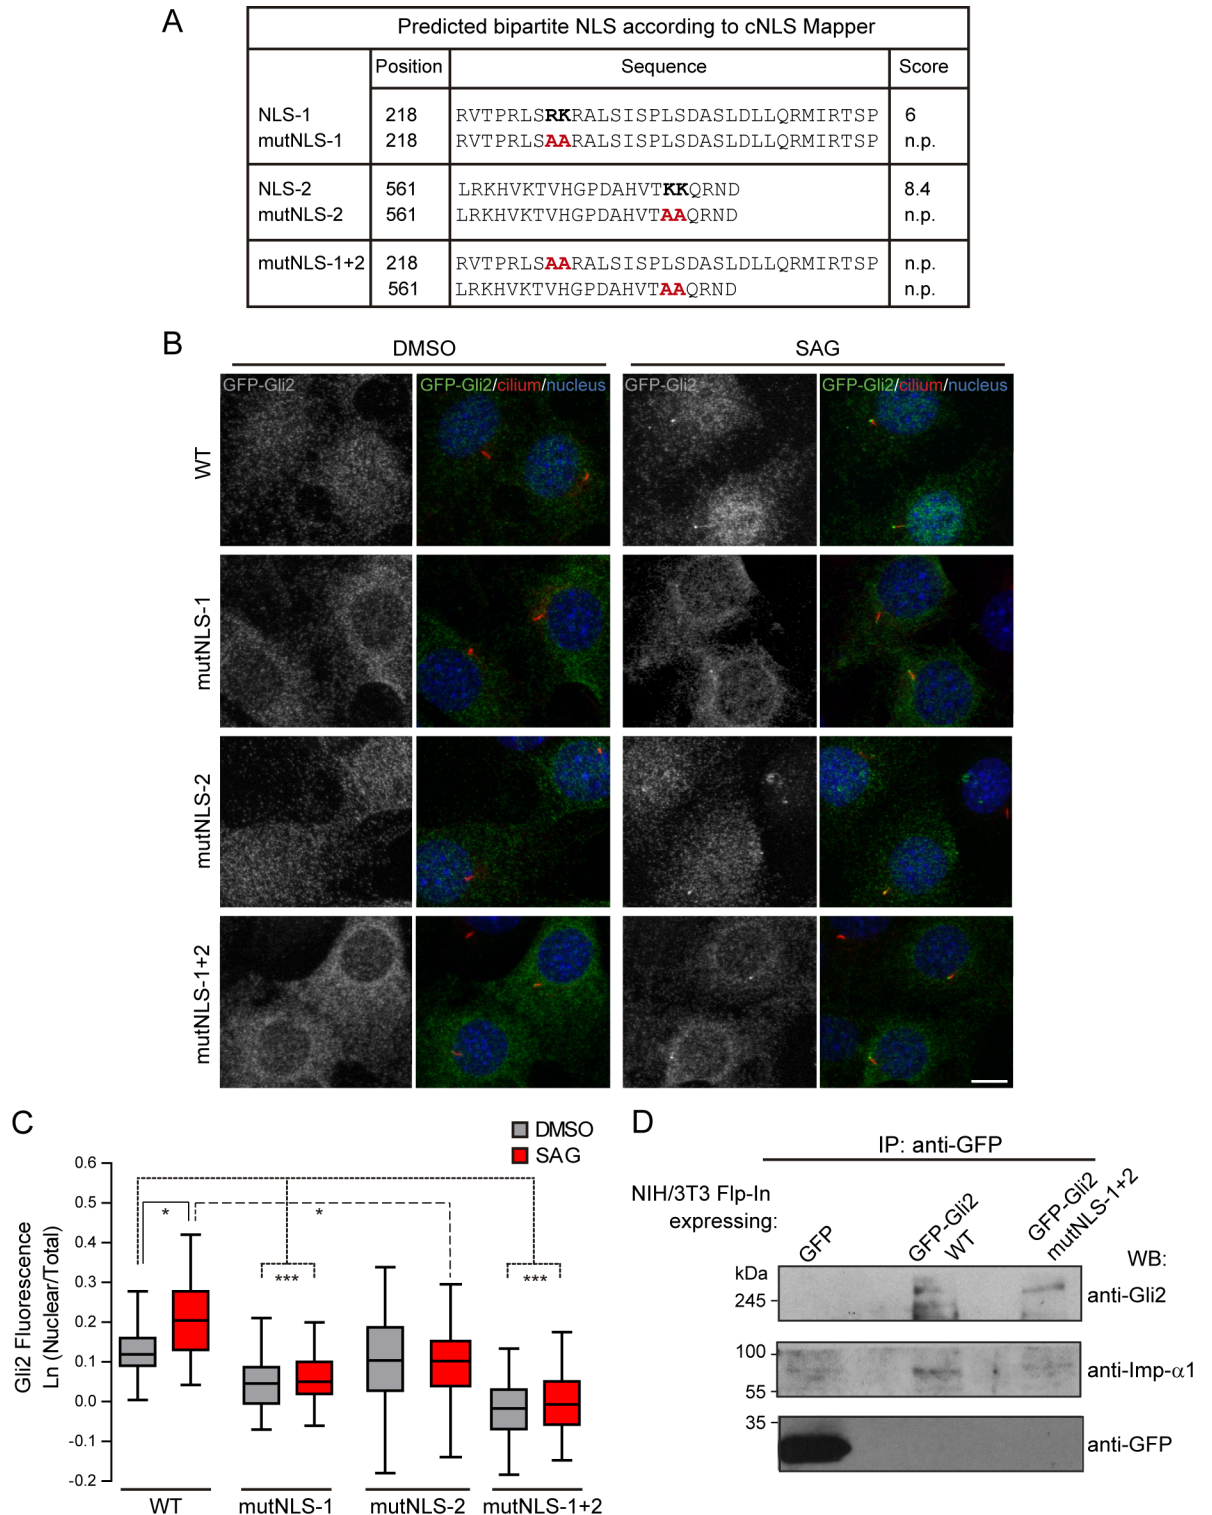 A
Predicted bipartite NLS according to cNLS Mapper
Position Sequence Score
NLS-1 218 RVTPRLSRKRALSISPLSDASLDLLQRMIRTSP 6
mutNLS-1 218 RVTPRLSAARALSISPLSDASLDLLQRMIRTSP n.p.
NLS-2 561 LRKHVKTVHGPDAHVTKKQRND 8.4
mutNLS-2 561 LRKHVKTVHGPDAHVTAAQRND n.p.
mutNLS-1+2 218 RVTPRLSAARALSISPLSDASLDLLQRMIRTSP n.p.
561 LRKHVKTVHGPDAHVTAAQRND n.p.
B
DMSO SAG
GFP-Gli2 GFP-Gli2/cilium/nucleus GFP-Gli2 GFP-Gli2/cilium/nucleus
WT
mutNLS-1
mutNLS-2
mutNLS-1+2
C
DMSO
SAG
Gli2 Fluorescence
Ln (Nuclear/Total)
0.6
0.5
0.4
0.3
0.2
0.1
0.0
-0.1
-0.2
* *
*** ***
WT mutNLS-1 mutNLS-2 mutNLS-1+2
D
IP: anti-GFP
NIH/3T3 Flp-In
expressing:
GFP
GFP-Gli2
WT
GFP-Gli2
mutNLS-1+2
WB:
kDa
245
anti-Gli2
100
55
anti-Imp-α1
35
anti-GFP